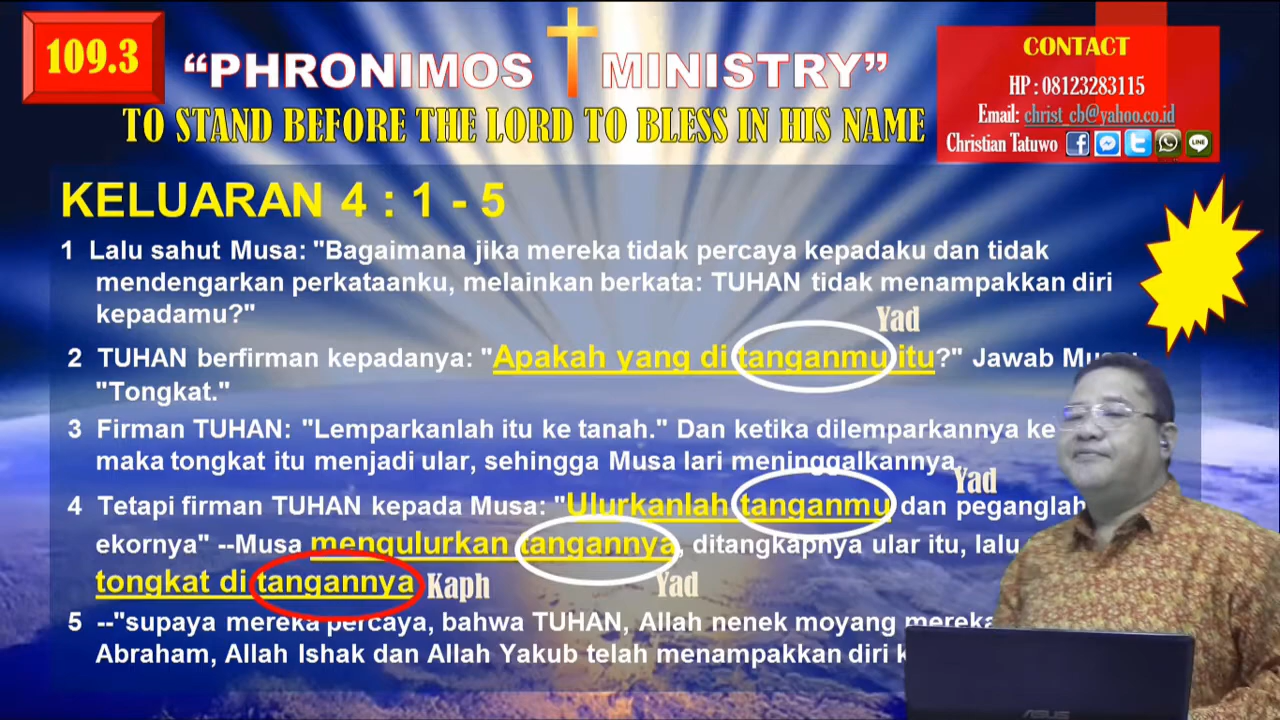 109.3
“PHRONIMOS MINISTRY”
TO STAND BEFORE THE LORD TO BLESS IN HIS NAME
CONTACT
HP : 08123283115
Email: christ_cb@yahoo.co.id
Christian Tatuwo
KELUARAN 4 : 1 - 5
1 Lalu sahut Musa: "Bagaimana jika mereka tidak percaya kepadaku dan tidak
mendengarkan perkataanku, melainkan berkata: TUHAN tidak menampakkan diri
kepadamu?"
Yad
2 TUHAN berfirman kepadanya: "Apakah yang di tanganmu itu?" Jawab
"Tongkat."
3 Firman TUHAN: "Lemparkanlah itu ke tanah." Dan ketika dilemparkannya ke
maka tongkat itu menjadi ular, sehingga Musa lari meninggalkannya.
Yad
4 Tetapi firman TUHAN kepada Musa: "Ulurkanlah tanganmu dan peganglah
ekornya" --Musa mengulurkan tangannya, ditangkapnya ular itu, lalu
tongkat di tangannya Kaph Yad
5 --"supaya mereka percaya, bahwa TUHAN, Allah nenek moyang mereka
Abraham, Allah Ishak dan Allah Yakub telah menampakkan diri
ASUS